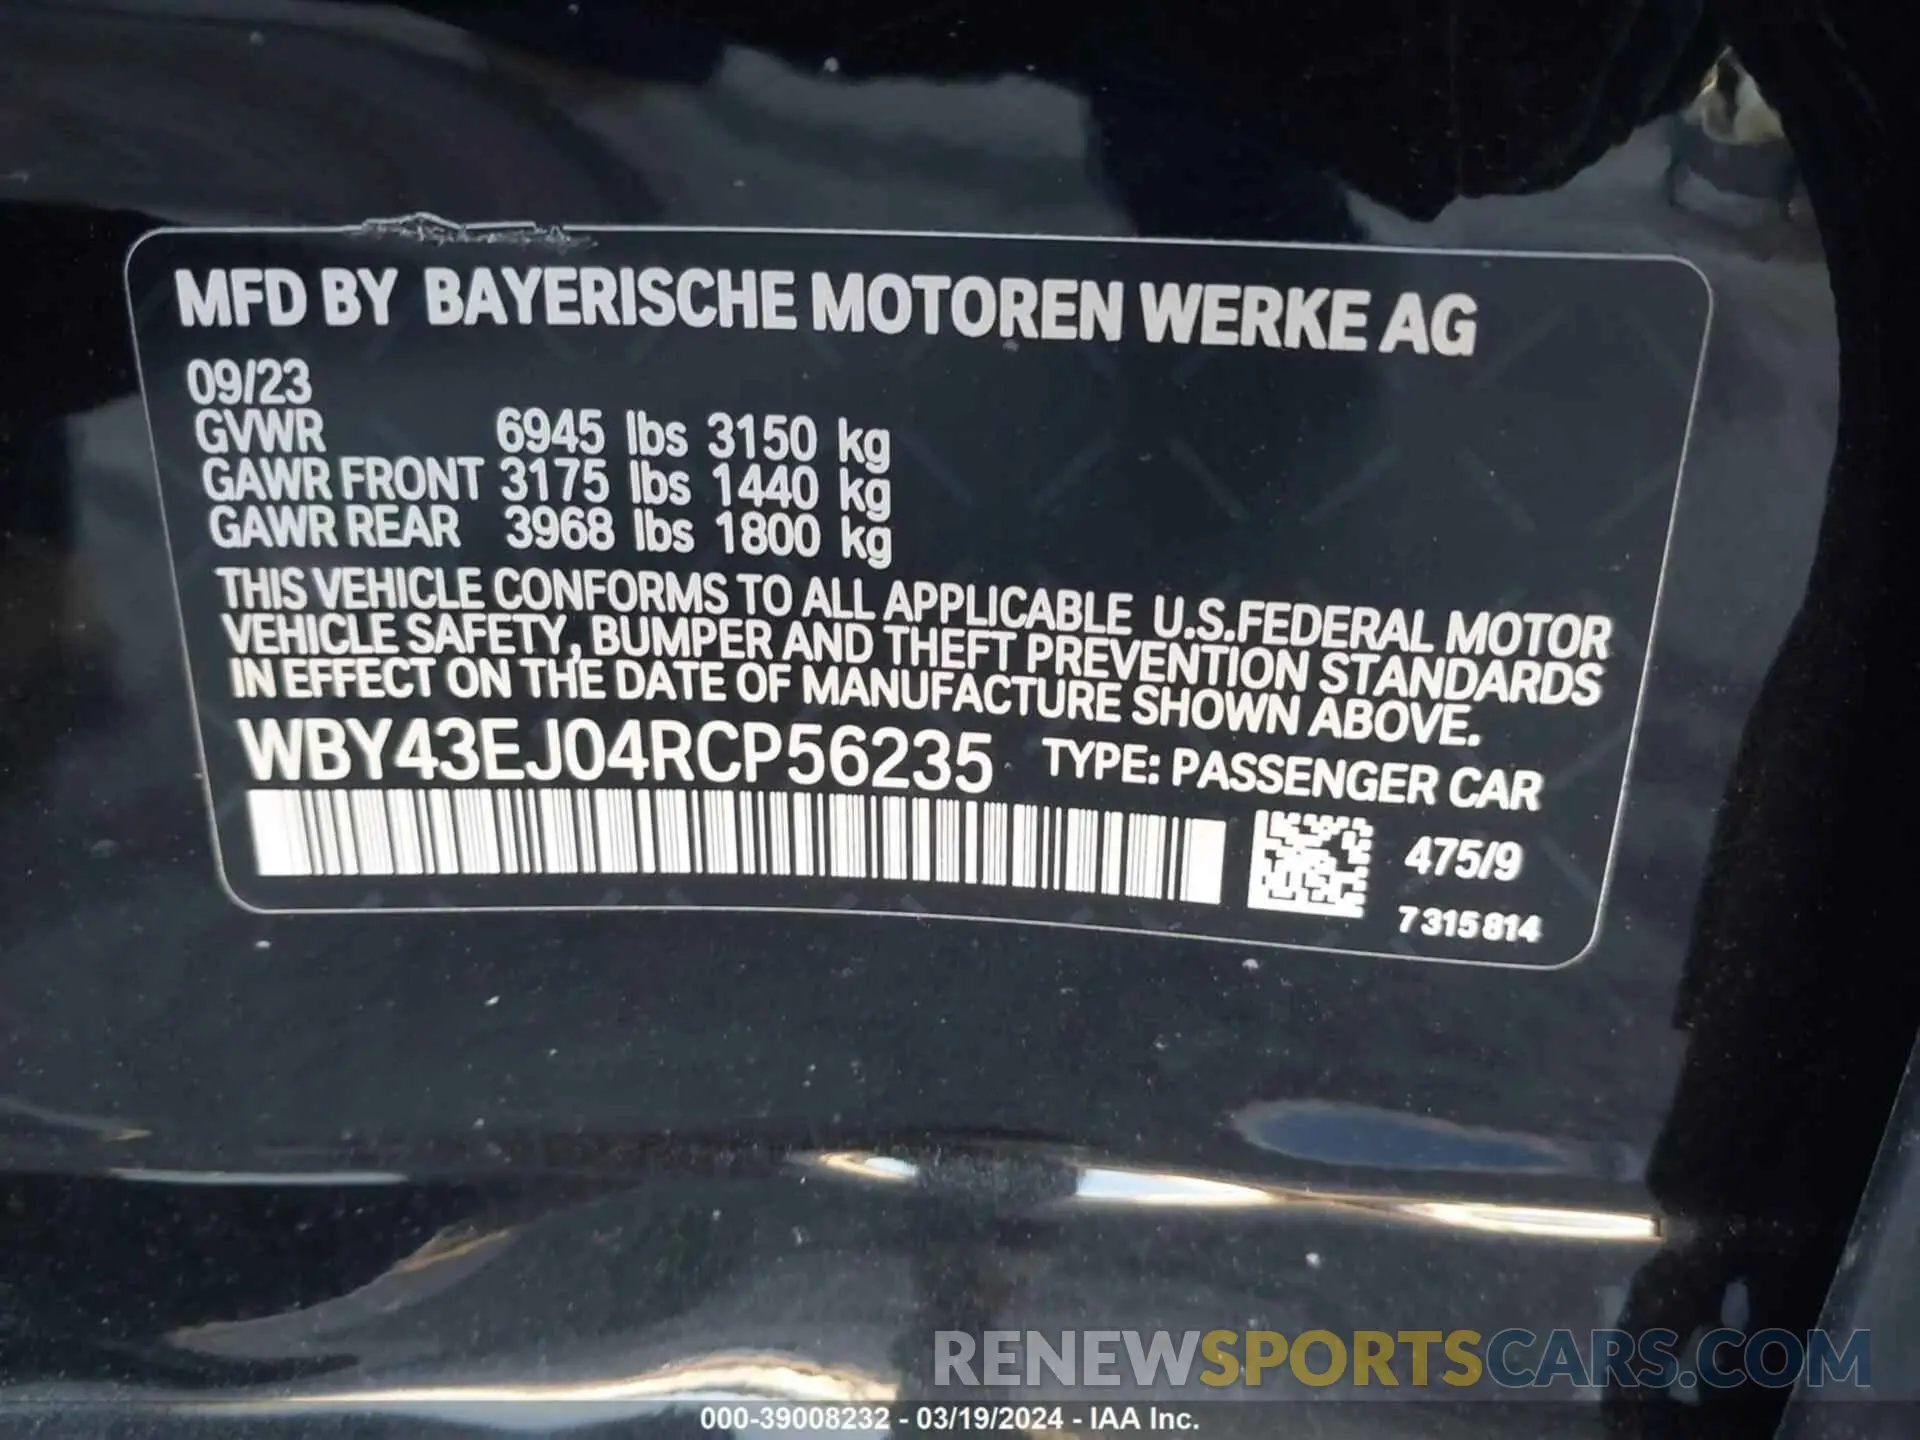 MFD BY BAYERISCHE MOTOREN WERKE AG
09/23
GVWR 6945 lbs 3150 kg
GAWR FRONT 3175 lbs 1440 kg
GAWR REAR 3968 lbs 1800 kg
THIS VEHICLE CONFORMS TO ALL APPLICABLE U.S.FEDERAL MOTOR
VEHICLE SAFETY, BUMPER AND THEFT PREVENTION STANDARDS
IN EFFECT ON THE DATE OF MANUFACTURE SHOWN ABOVE.
WBY43EJ04RCP56235 TYPE: PASSENGER CAR
475/9
7 315 814
RENEWSPORTSCARS.COM
000-39008232 - 03/19/2024 - IAA Inc.